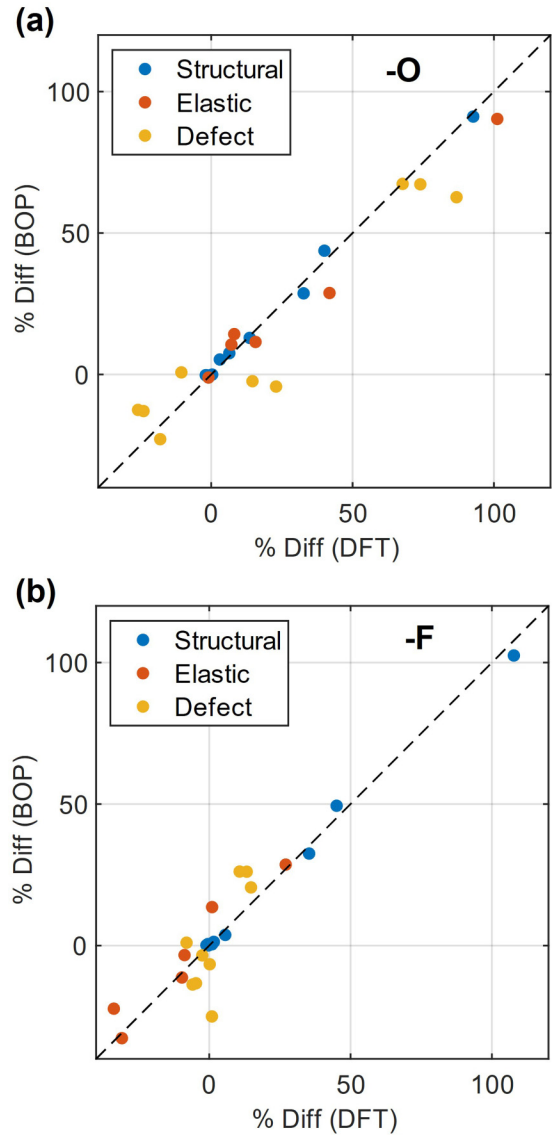 (a)
-O
Structural
Elastic
Defect
100
50
0
% Diff (BOP)
0 50 100
% Diff (DFT)
(b)
-F
Structural
Elastic
Defect
100
50
0
% Diff (BOP)
0 50 100
% Diff (DFT)